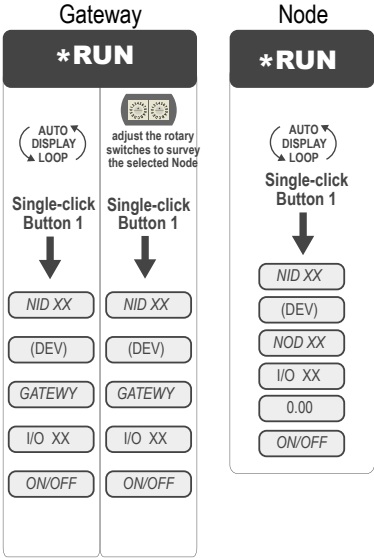 Gateway
*RUN
AUTO
DISPLAY
LOOP
Single-click
Button 1
NID XX
(DEV)
GATEWY
I/O XX
ON/OFF
adjust the rotary
switches to survey
the selected Node
Single-click
Button 1
NID XX
(DEV)
GATEWY
I/O XX
ON/OFF
Node
*RUN
AUTO
DISPLAY
LOOP
Single-click
Button 1
NID XX
(DEV)
NOD XX
I/O XX
0.00
ON/OFF